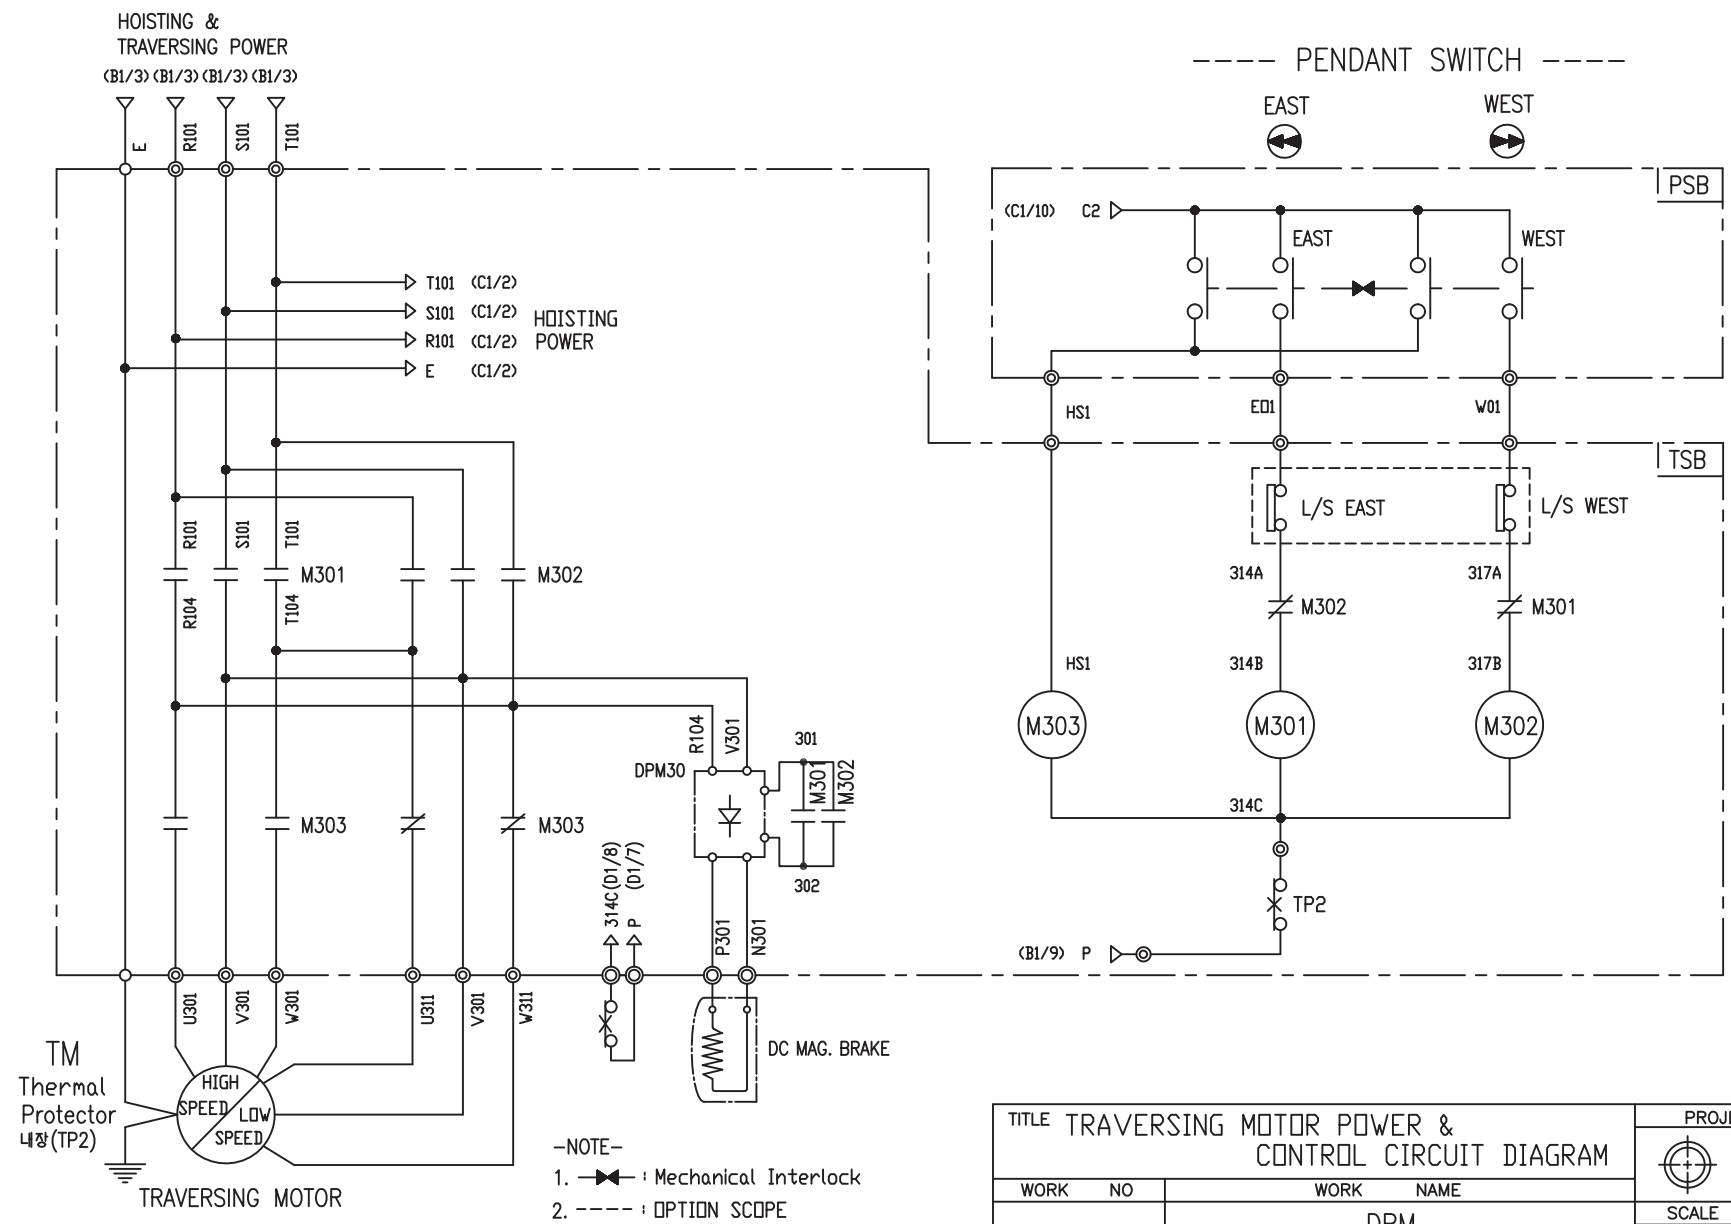 HOISTING &
TRAVERSING POWER
(B1/3) (B1/3) (B1/3) (B1/3)
E R101 S101 T101
T101 (C1/2)
S101 (C1/2)
R101 (C1/2)
E (C1/2)
HOISTING
POWER
R101 S101 T101
M301
M302
R104 T104
R104 V301
DPM30
301
M301 M302
302
M303
M303
314C(D1/8)
P (D1/7)
P301 N301
U301 V301 W301 U311 V301 W311
DC MAG. BRAKE
TM
Thermal
Protector
내장(TP2)
HIGH
SPEED
LOW
SPEED
TRAVERSING MOTOR
-NOTE-
1. : Mechanical Interlock
2. ---- : OPTION SCOPE
---- PENDANT SWITCH ----
EAST WEST
PSB
(C1/10) C2
EAST WEST
HS1 E01 W01
TSB
L/S EAST L/S WEST
314A 317A
M302 M301
HS1 314B 317B
M303 M301 M302
314C
TP2
(B1/9) P
TITLE TRAVERSING MOTOR POWER &
CONTROL CIRCUIT DIAGRAM
WORK NO WORK NAME
SCALE